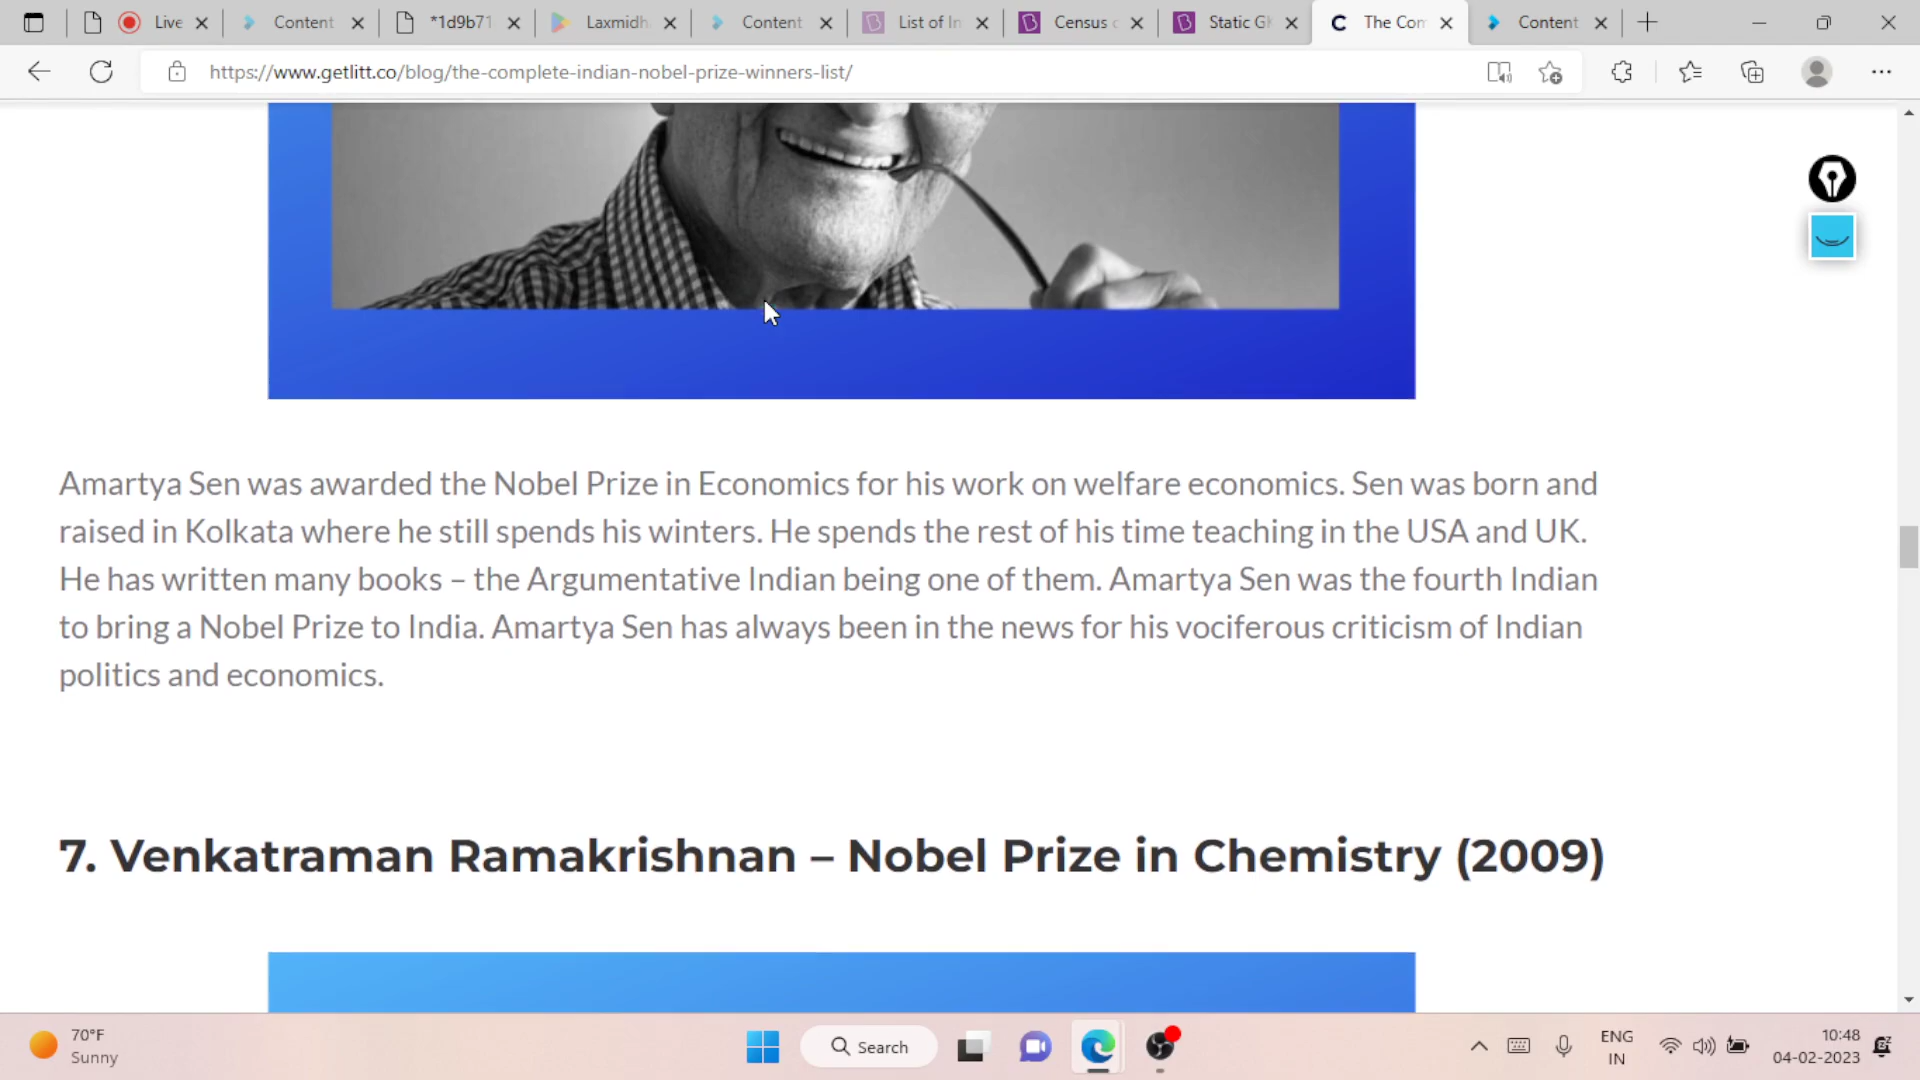 Live
Content
*1d9b71
Laxmidh
Content
List of In
Census
Static G
The Com
Content
https://www.getlitt.co/blog/the-complete-indian-nobel-prize-winners-list/
Amartya Sen was awarded the Nobel Prize in Economics for his work on welfare economics. Sen was born and
raised in Kolkata where he still spends his winters. He spends the rest of his time teaching in the USA and UK.
He has written many books – the Argumentative Indian being one of them. Amartya Sen was the fourth Indian
to bring a Nobel Prize to India. Amartya Sen has always been in the news for his vociferous criticism of Indian
politics and economics.
7. Venkatraman Ramakrishnan – Nobel Prize in Chemistry (2009)
70°F
Sunny
Search
ENG
IN
10:48
04-02-2023